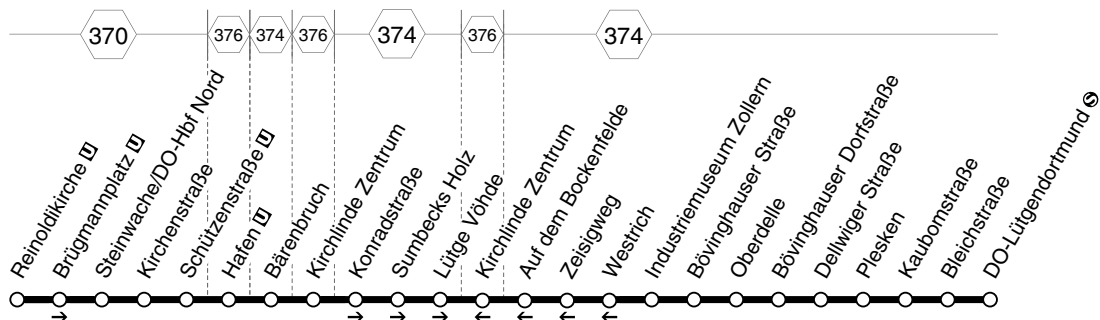 370
376
374
376
374
376
374
Reinoldikirche U
Brügmannplatz U
Steinwache/DO-Hbf Nord
Kirchenstraße
Schützenstraße U
Hafen U
Bärenbruch
Kirchlinde Zentrum
Konradstraße
Sumbecks Holz
Lütge Vöhde
Kirchlinde Zentrum
Auf dem Bockenfelde
Zeisigweg
Westrich
Industriemuseum Zollern
Bövinghauser Straße
Oberdelle
Bövinghauser Dorfstraße
Dellwiger Straße
Plesken
Kaubomstraße
Bleichstraße
DO-Lütgendortmund S